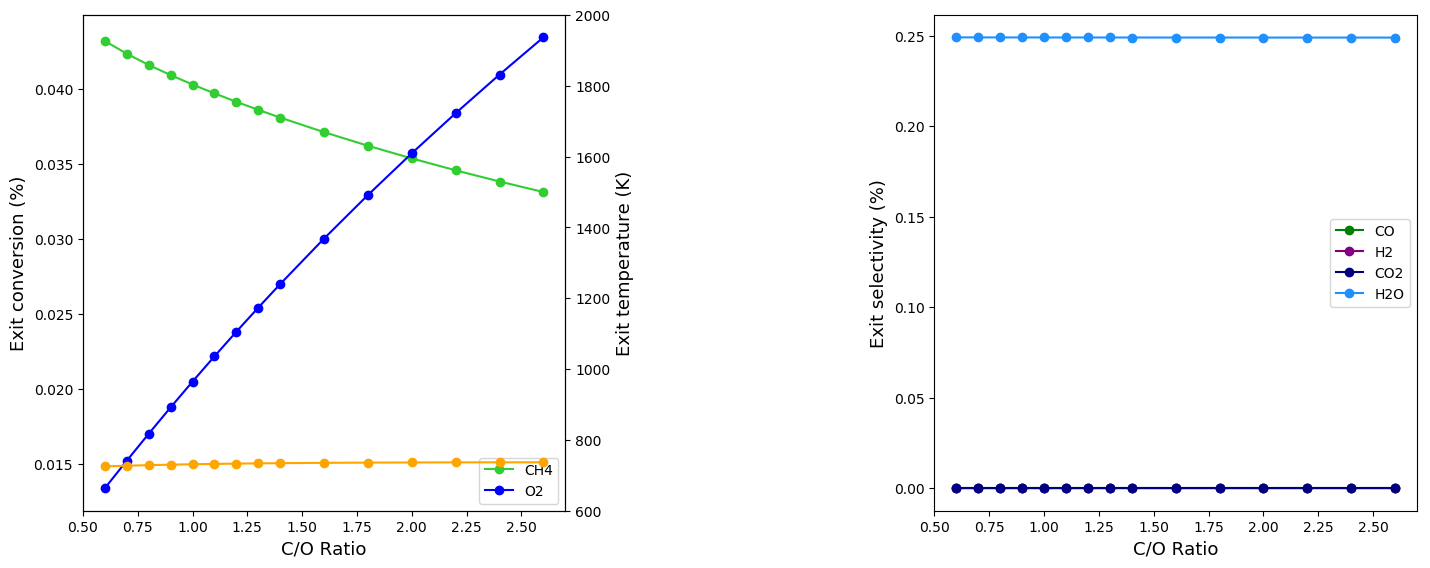 Exit conversion (%)
0.040
0.035
0.030
0.025
0.020
0.015
0.50 0.75 1.00 1.25 1.50 1.75 2.00 2.25 2.50
C/O Ratio
CH4
O2
2000
1800
1600
1400
1200
1000
800
600
Exit temperature (K)
Exit selectivity (%)
0.25
0.20
0.15
0.10
0.05
0.00
0.50 0.75 1.00 1.25 1.50 1.75 2.00 2.25 2.50
C/O Ratio
CO
H2
CO2
H2O